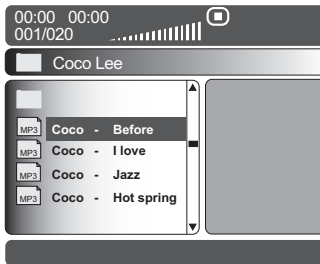 00:00 00:00
001/020
Coco Lee
MP3 Coco - Before
MP3 Coco - I love
MP3 Coco - Jazz
MP3 Coco - Hot spring